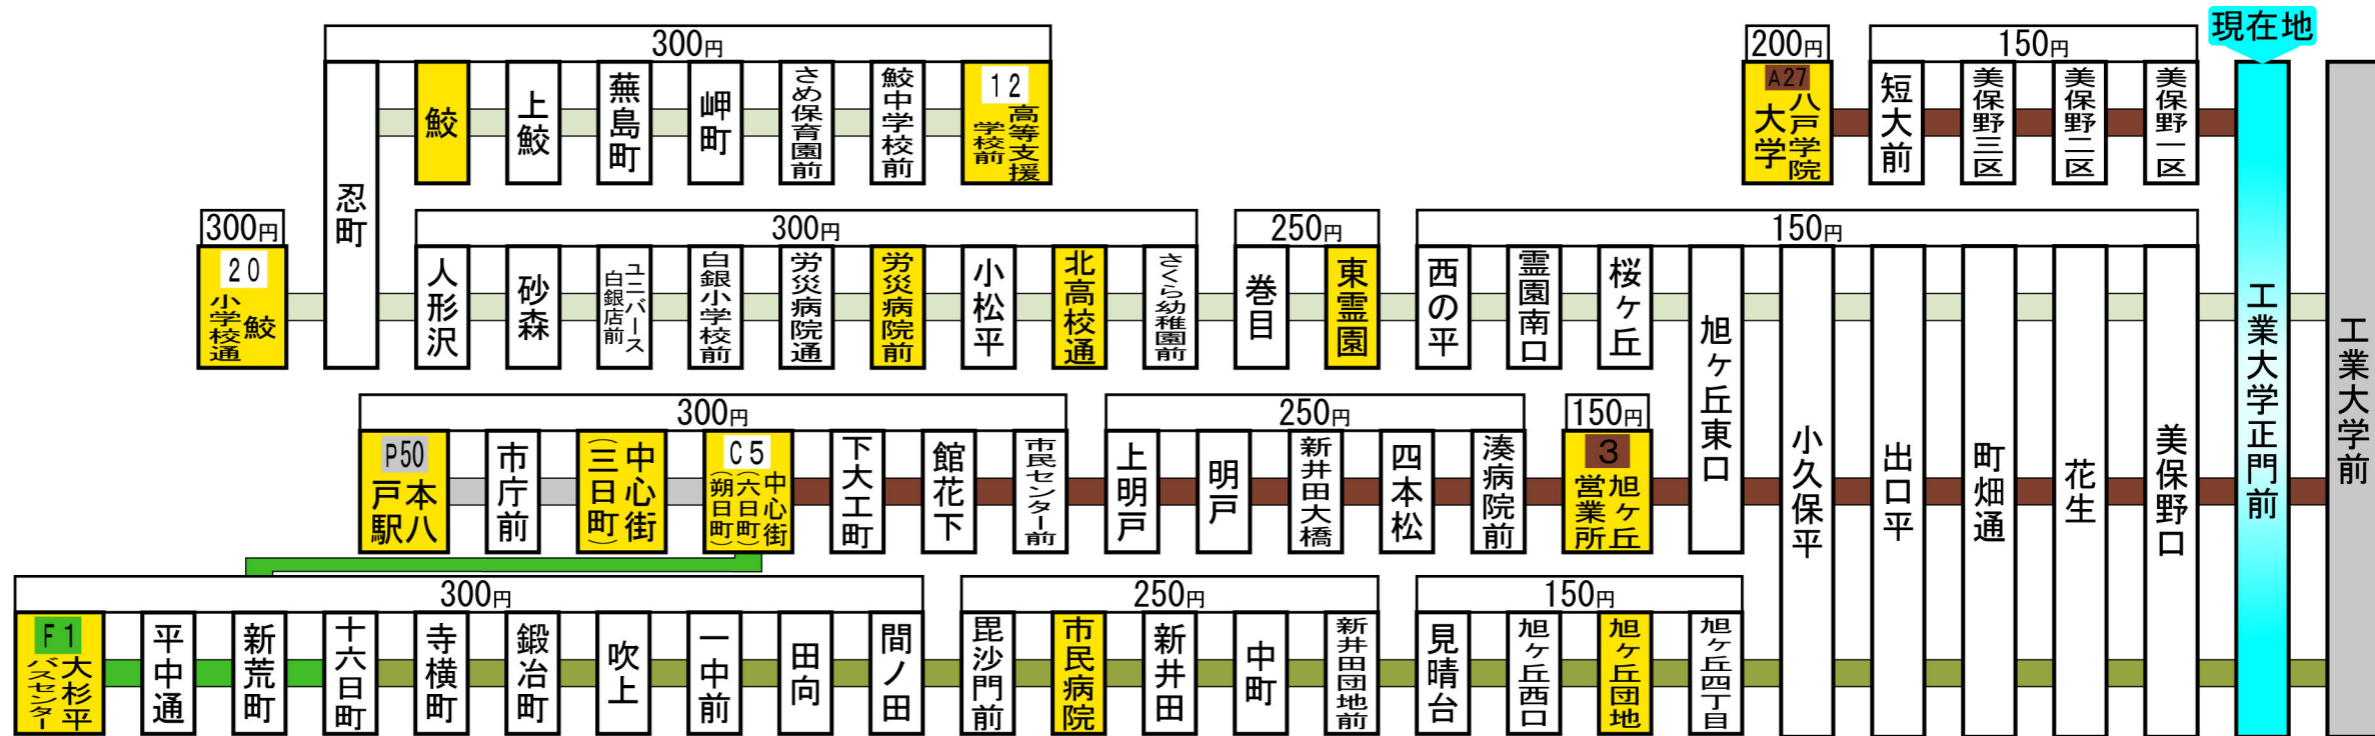 現在地
300円
200円
150円
忍町
鮫
上鮫
蕪島町
岬町
さめ保育園前
鮫中学校前
12
高等支援学校前
A27
八戸学院大学
短大前
美保野三区
美保野二区
美保野一区
工業大学正門前
工業大学前
300円
300円
250円
150円
20
鮫小学校通
人形沢
砂森
ユニバース白銀店前
白銀小学校前
労災病院通
労災病院前
小松平
北高校通
さくら幼稚園前
巻目
東霊園
西の平
霊園南口
桜ヶ丘
旭ヶ丘東口
小久保平
出口平
町畑通
花生
美保野口
300円
250円
150円
P50
本八戸駅
市庁前
中心街(三日町)
C5
中心街(六日町)(朔日町)
下大工町
館花下
市民センター前
上明戸
明戸
新井田大橋
四本松
湊病院前
3
旭ヶ丘営業所
300円
250円
150円
F1
大杉平バスセンター
平中通
新荒町
十六日町
寺横町
鍛冶町
吹上
一中前
田向
間ノ田
毘沙門前
市民病院
新井田
中町
新井田団地前
見晴台
旭ヶ丘西口
旭ヶ丘団地
旭ヶ丘四丁目